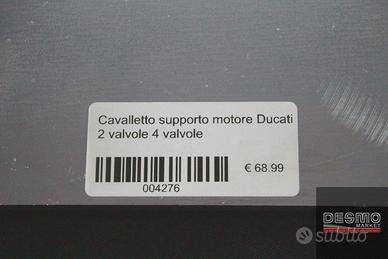 Cavalletto supporto motore Ducati
2 valvole 4 valvole
€ 68.99
004276
DESMO
MARKET
subito